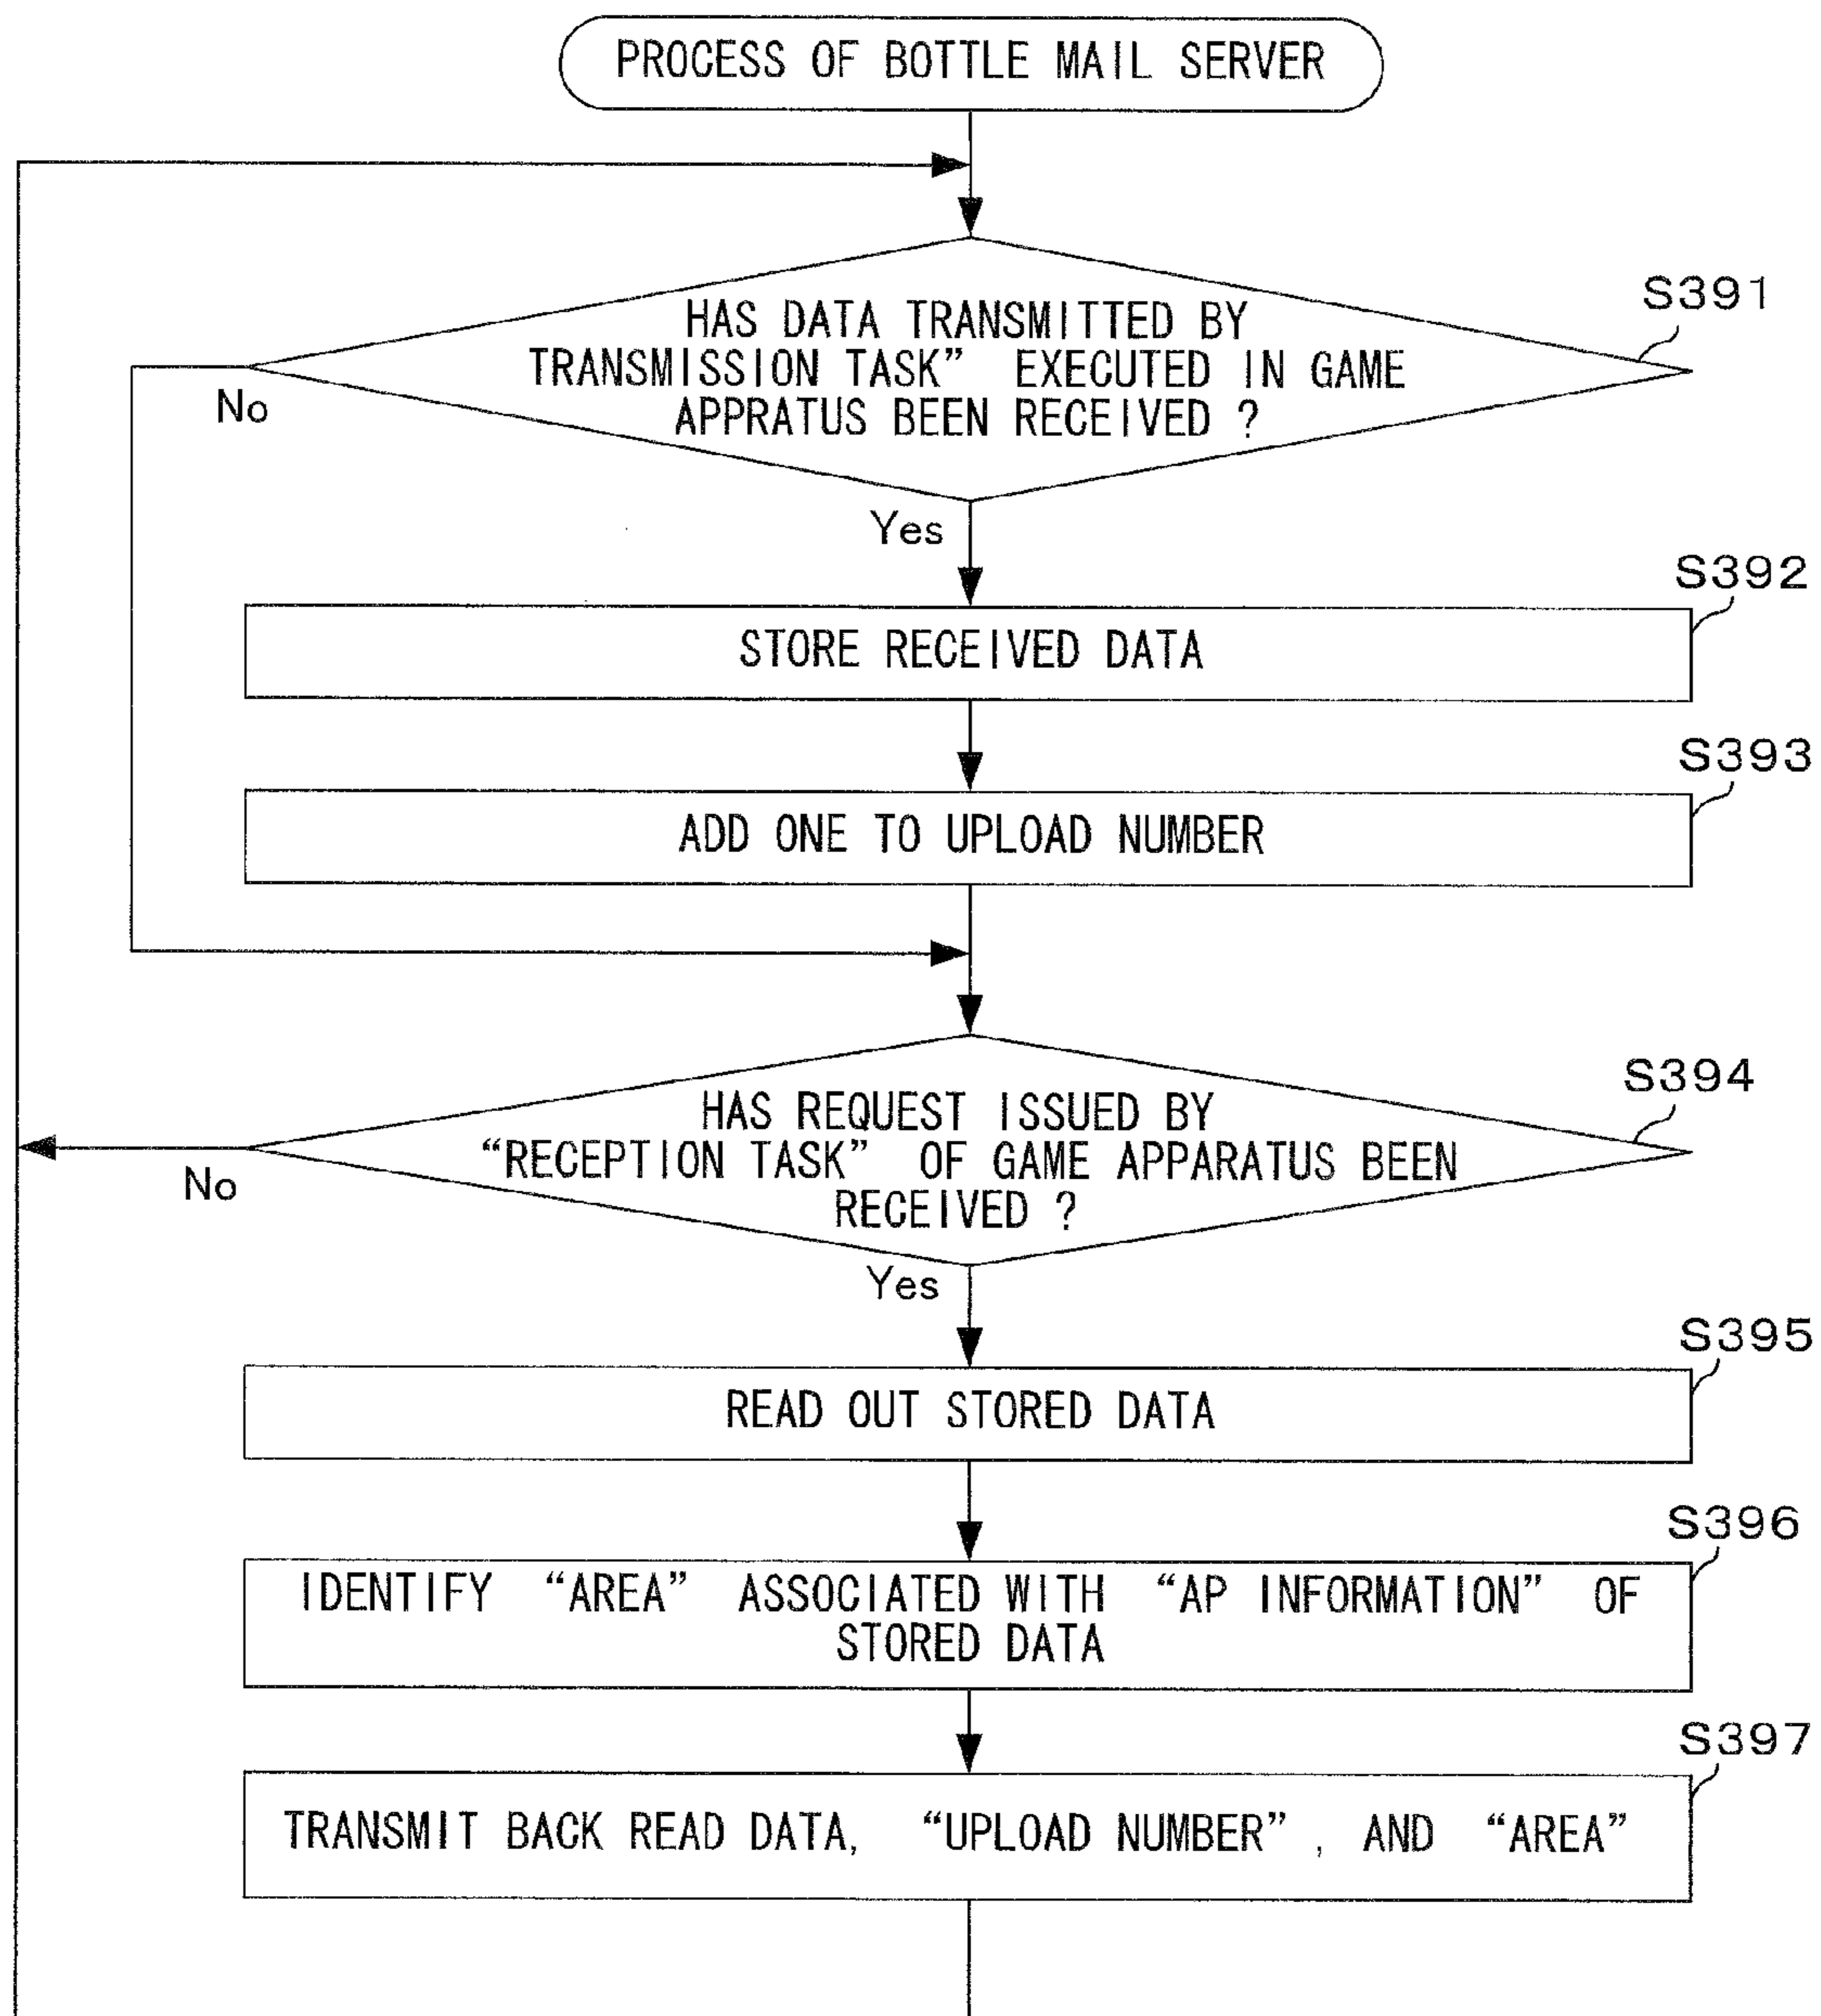 PROCESS OF BOTTLE MAIL SERVER
S391
HAS DATA TRANSMITTED BY
TRANSMISSION TASK” EXECUTED IN GAME
APPRATUS BEEN RECEIVED ?
No
Yes
S392
STORE RECEIVED DATA
S393
ADD ONE TO UPLOAD NUMBER
S394
HAS REQUEST ISSUED BY
“RECEPTION TASK” OF GAME APPARATUS BEEN
RECEIVED ?
No
Yes
S395
READ OUT STORED DATA
S396
IDENTIFY “AREA” ASSOCIATED WITH “AP INFORMATION” OF
STORED DATA
S397
TRANSMIT BACK READ DATA, “UPLOAD NUMBER”, AND “AREA”